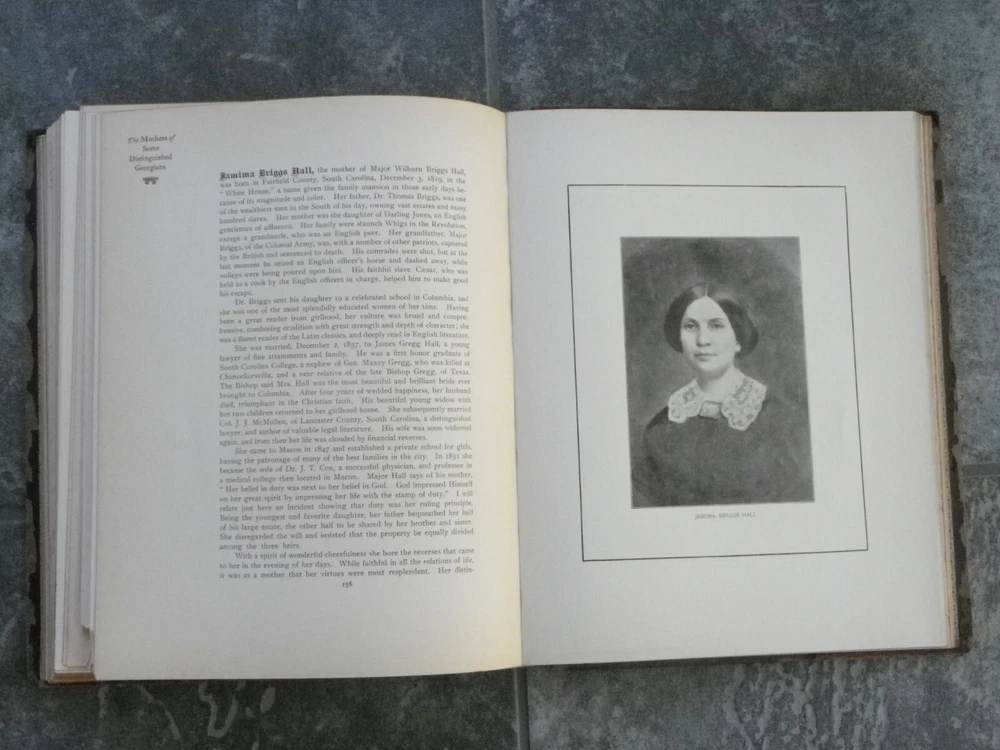 The Mothers of
Some
Distinguished
Georgians
Jamima Briggs Hall, the mother of Major Wilburn Briggs Hall,
was born in Fairfield County, South Carolina, December 3, 1819, in the
"White House," a name given the family mansion in those early days be-
cause of its magnitude and color. Her father, Dr. Thomas Briggs, was one
of the wealthiest men in the South of his day, owning vast estates and many
hundred slaves. Her mother was the daughter of Darling Jones, an English
gentleman of affluence. Her family were staunch Whigs in the Revolution,
except a grandmale, who was an English peer. Her grandfather, Major
Briggs, of the Colonial Army, was, with a number of other patriots, captured
by the British and sentenced to death. His comrades were shot, but at the
last moment he seized an English officer's horse and dashed away, while
volleys were being poured upon him. His faithful slave Cæsar, who was
held as a cook by the English officers in charge, helped him to make good
his escape.
Dr. Briggs sent his daughter to a celebrated school in Columbia, and
she was one of the most splendidly educated women of her time. Having
been a great reader from girlhood, her culture was broad and compre-
hensive, combining erudition with great strength and depth of character; she
was a fluent reader of the Latin classics, and deeply read in English literature.
She was married, December 2, 1837, to James Gregg Hall, a young
lawyer of fine attainments and family. He was a first honor graduate of
South Carolina College, a nephew of Gen. Maxey Gregg, who was killed at
Chancellorsville, and a near relative of the late Bishop Gregg, of Texas.
The Bishop said Mrs. Hall was the most beautiful and brilliant bride ever
brought to Columbia. After four years of wedded happiness, her husband
died, triumphant in the Christian faith. His beautiful young widow with
her two children returned to her girlhood home. She subsequently married
Col. J. J. McMullen, of Lancaster County, South Carolina, a distinguished
lawyer, and author of valuable legal literature. His wife was soon widowed
again, and from then her life was clouded by financial reverses.
She came to Macon in 1847 and established a private school for girls,
having the patronage of many of the best families in the city. In 1851 she
became the wife of Dr. J. T. Cox, a successful physician, and professor in
a medical college then located in Macon. Major Hall says of his mother,
"Her belief in duty was next to her belief in God. God impressed Himself
on her great spirit by impressing her life with the stamp of duty." I will
relate just here an incident showing that duty was her ruling principle.
Being the youngest and favorite daughter, her father bequeathed her half
of his large estate, the other half to be shared by her brother and sister.
She disregarded the will and insisted that the property be equally divided
among the three heirs.
With a spirit of wonderful cheerfulness she bore the reverses that came
to her in the evening of her days. While faithful in all the relations of life,
it was as a mother that her virtues were most resplendent. Her distin-
156
JAMIMA BRIGGS HALL